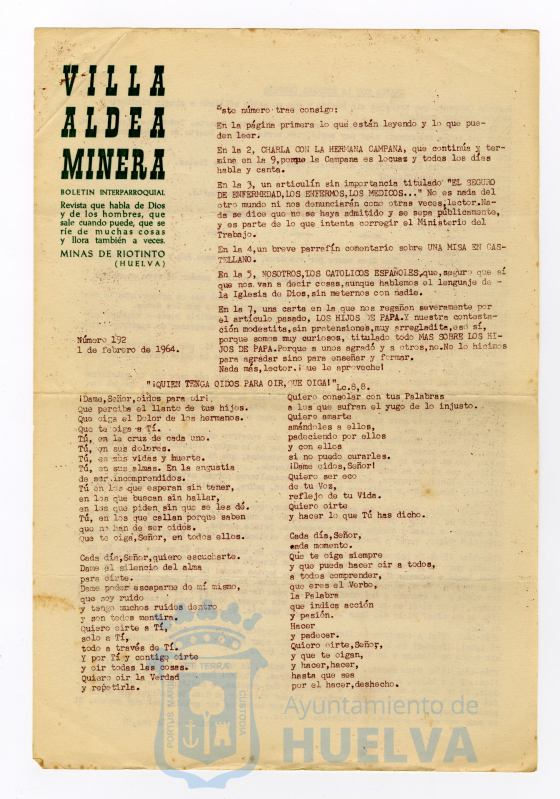 VILLA
ALDEA
MINERA
BOLETIN INTERPARROQUIAL
Revista que habla de Dios
y de los hombres, que
sale cuando puede, que se
ríe de muchas cosas
y llora también a veces.
MINAS DE RIOTINTO
(HUELVA)
Número 192
1 de febrero de 1964.
Este número trae consigo:
En la página primera lo que están leyendo y lo que pue-
den leer.
En la 2, CHARLA CON LA HERMANA CAMPANA, que continúa y ter-
mina en la 9,porque la Campana es locuaz y todos los días
habla y canta.
En la 3, un articulín sin importancia titulado "EL SEGURO
DE ENFERMEDAD,LOS ENFERMOS,LOS MEDICOS..." No es nada del
otro mundo ni nos denunciarán como otras veces,lector.Na-
da se dice que no se haya admitido y se sepa públicamente,
y es parte de lo que intenta corregir el Ministerio del
Trabajo.
En la 4,un breve parrafín comentario sobre UNA MISA EN CAS-
TELLANO.
En la 5, NOSOTROS,LOS CATOLICOS ESPAÑOLES,que,seguro que sí
que nos van a decir cosas,aunque hablemos el lenguaje de
la Iglesia de Dios,sin meternos con nadie.
En la 7, una carta en la que nos regañan severamente por
el artículo pasado, LOS HIJOS DE PAPA.Y nuestra contesta-
ción modestita,sin pretensiones,muy arregladita,eso sí,
porque somos muy curiosos, titulado todo MAS SOBRE LOS HI-
JOS DE PAPA.Porque a unos agradó y a otros,no.No lo hicimos
para agradar sino para enseñar y formar.
Nada más,lector.¡Que le aproveche!
"¡QUIEN TENGA OIDOS PARA OIR,QUE OIGA!" Lc.8,8.
¡Dame,Señor,oídos para oir!
Que perciba el llanto de tus hijos.
Que oiga el Dolor de los hermanos.
Que te oiga a Tí.
Tú, en la cruz de cada uno.
Tú, en sus dolores.
Tú, en sus vidas y muerte.
Tú, en sus almas. En la angustia
de ser incomprendidos.
Tú en los que esperan sin tener,
en los que buscan sin hallar,
en los que piden sin que se les dé.
Tú, en los que callan porque saben
que no han de ser oidos.
Que te oiga,Señor, en todos ellos.
Cada día,Señor,quiero escucharte.
Dame el silencio del alma
para oirte.
Dame poder escaparme de mí mismo,
que soy ruido
y tengo muchos ruidos dentro
y son todos mentira.
Quiero oirte a Tí,
solo a Tí,
todo a través de Tí.
Y por Tí y contigo oirte
y oir todas las cosas.
Quiero oir la Verdad
y repetirla.
Quiero consolar con tus Palabras
a los que sufran el yugo de lo injusto.
Quiero amarte
amándoles a ellos,
padeciendo por ellos
y con ellos
si no puedo curarles.
¡Dame oidos,Señor!
Quiero ser eco
de tu Voz,
reflejo de tu Vida.
Quiero oirte
y hacer lo que Tú has dicho.
Cada día,Señor,
cada momento.
Que te oiga siempre
y que pueda hacer oir a todos,
a todos comprender,
que eres el Verbo,
la Palabra
que indica acción
y pasión.
Hacer
y padecer.
Quiero oirte,Señor,
y que te oigan,
y hacer,hacer,
hasta que sea
por el hacer,deshecho.
PORTUS MARIS ET TERRAE CUSTODIA
Ayuntamiento de
HUELVA